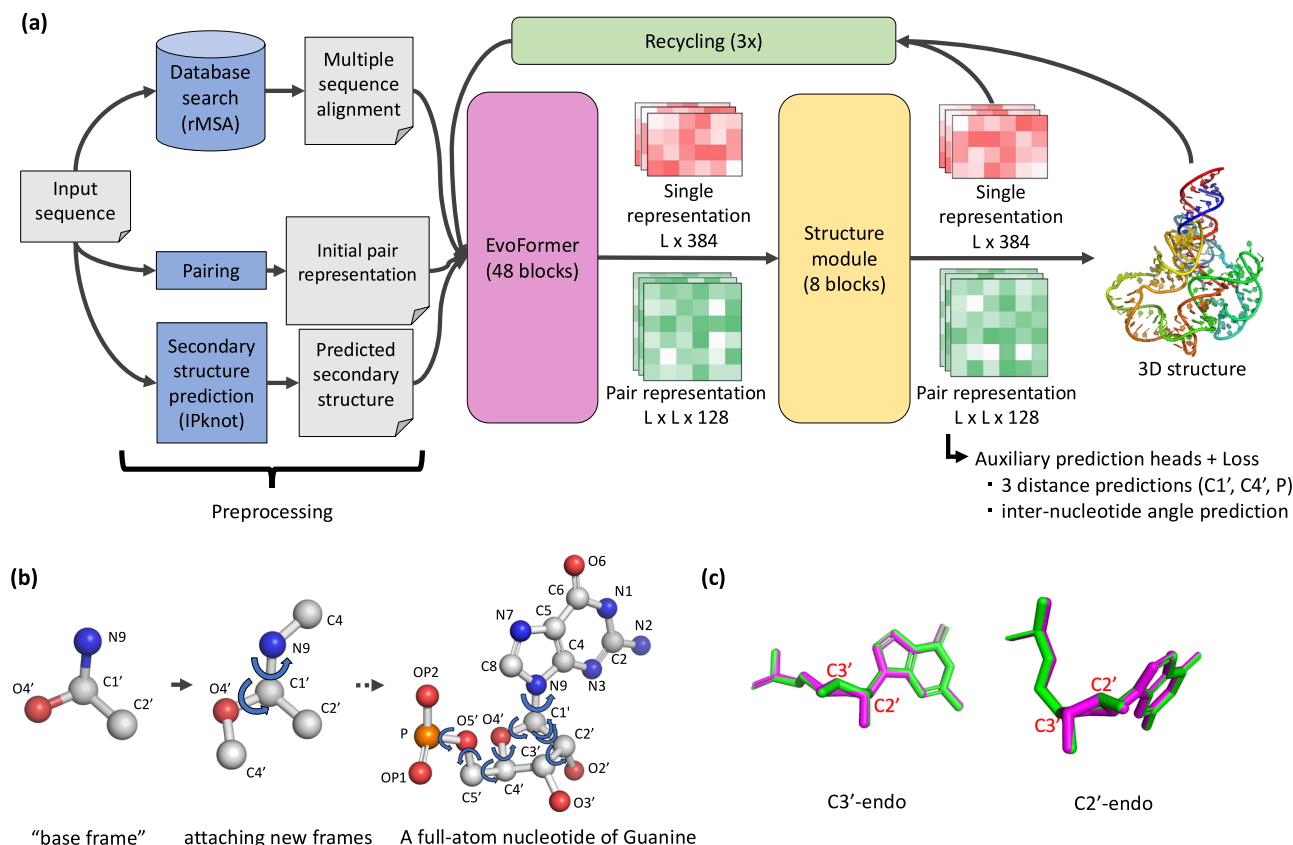 (a)
Recycling (3x)
Database
search
(rMSA)
Multiple
sequence
alignment
Input
sequence
Pairing
Initial pair
representation
Secondary
structure
prediction
(IPknot)
Predicted
secondary
structure
Preprocessing
EvoFormer
(48 blocks)
Single
representation
L x 384
Pair representation
L x L x 128
Structure
module
(8 blocks)
Single
representation
L x 384
Pair representation
L x L x 128
3D structure
Auxiliary prediction heads + Loss
▪ 3 distance predictions (C1’, C4’, P)
▪ inter-nucleotide angle prediction
(b)
N9
O4’
C1’
C2’
“base frame”
C4
N9
O4’
C1’
C2’
C4’
attaching new frames
O6
C6
N1
N7
C5
N2
C4
C2
C8
N3
N9
OP2
C1'
O5’
O4’
C2’
P
C3’
OP1
O2’
C5’
C4’
O3’
A full-atom nucleotide of Guanine
(c)
C3’
C2’
C3’-endo
C2’
C3’
C2’-endo